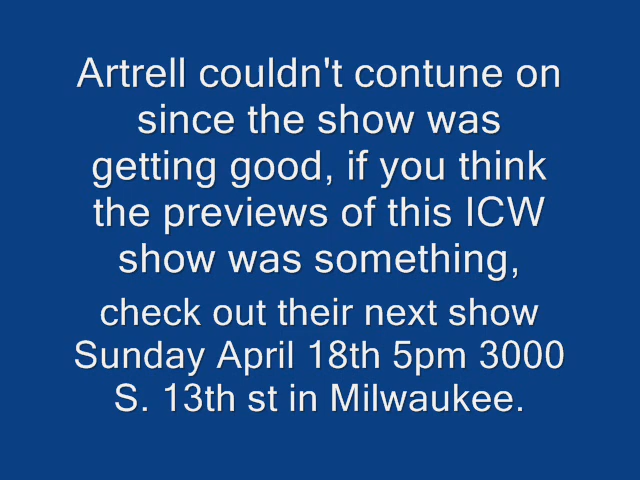 Artrell couldn't contune on
since the show was
getting good, if you think
the previews of this ICW
show was something,
check out their next show
Sunday April 18th 5pm 3000
S. 13th st in Milwaukee.